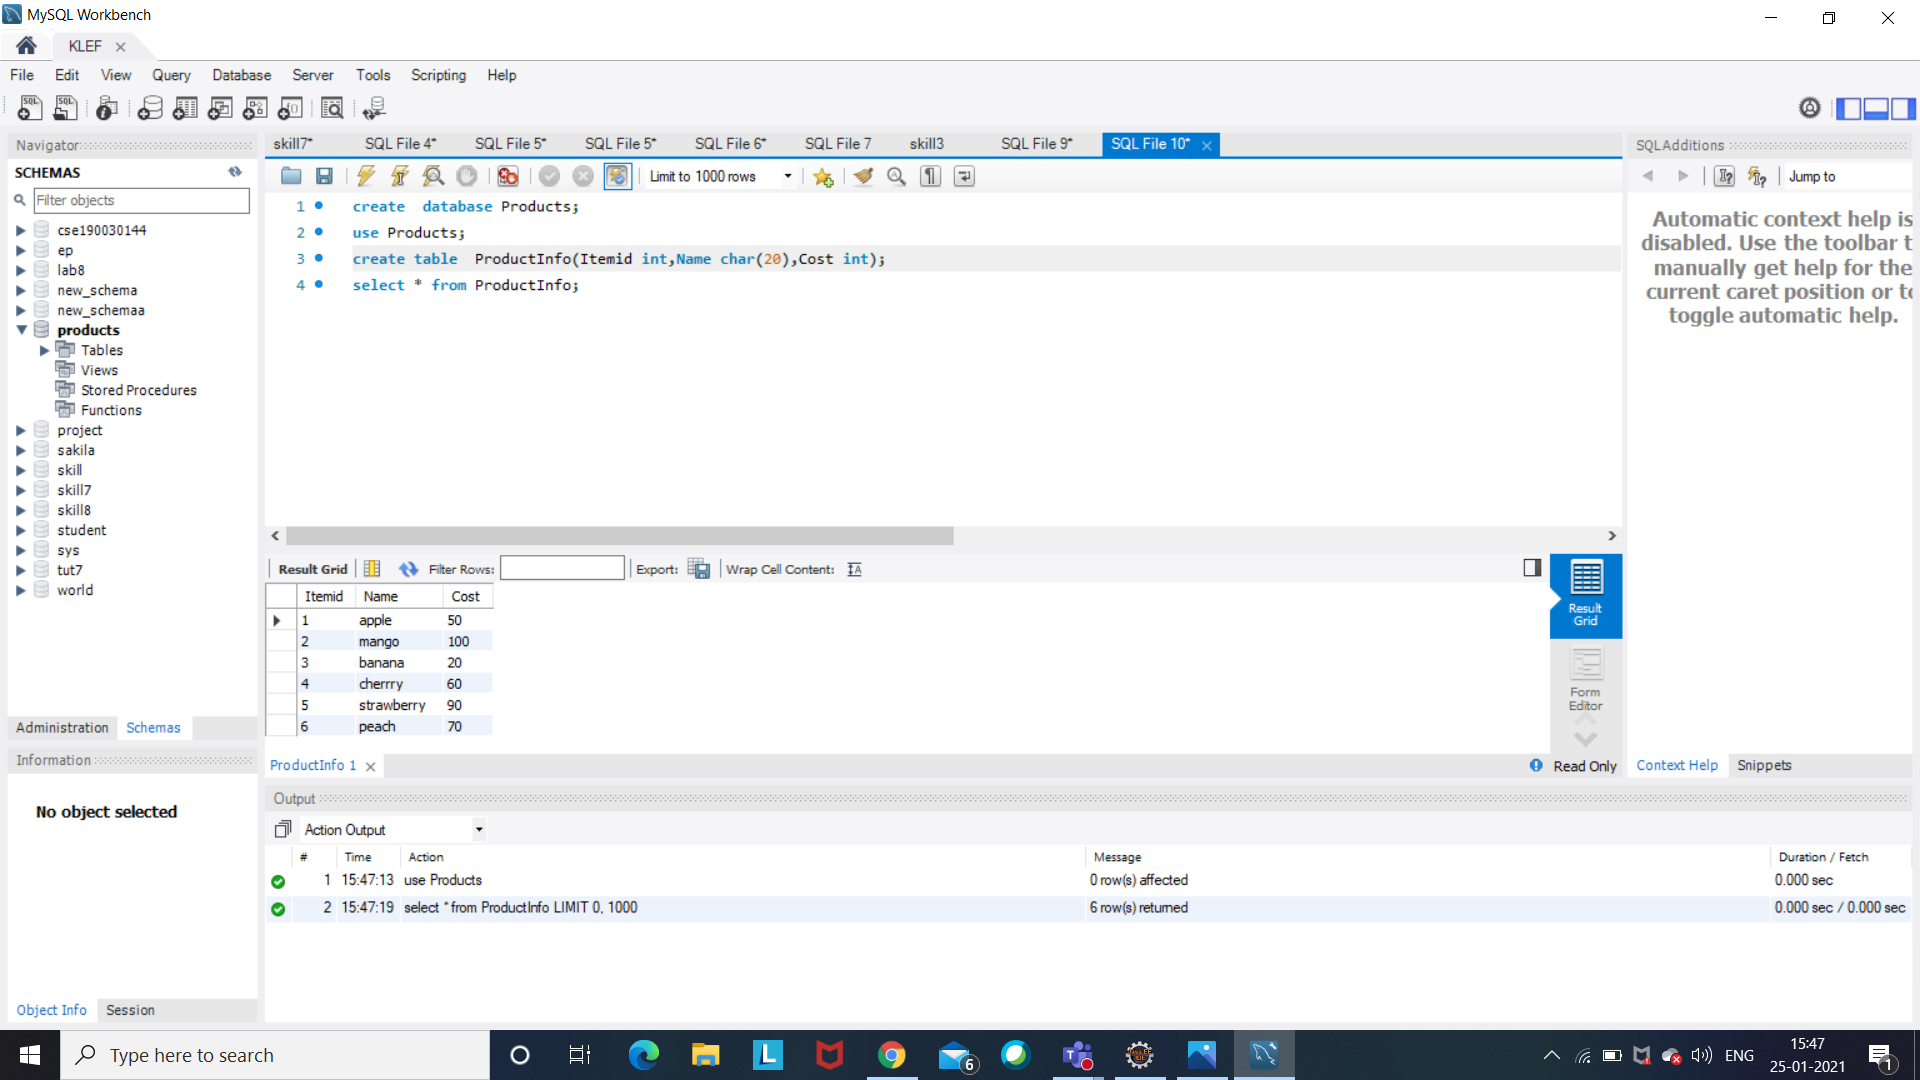 MySQL Workbench
KLEF
File Edit View Query Database Server Tools Scripting Help
Navigator
SCHEMAS
Filter objects
cse190030144
ep
lab8
new_schema
new_schemaa
products
Tables
Views
Stored Procedures
Functions
project
sakila
skill
skill7
skill8
student
sys
tut7
world
Administration Schemas
Information
No object selected
Object Info Session
skill7* SQL File 4* SQL File 5* SQL File 5* SQL File 6* SQL File 7 skill3 SQL File 9* SQL File 10*
Limit to 1000 rows
1 create  database Products;
2 use Products;
3 create table  ProductInfo(Itemid int,Name char(20),Cost int);
4 select * from ProductInfo;
Result Grid Filter Rows: Export: Wrap Cell Content:
Itemid Name Cost
1 apple 50
2 mango 100
3 banana 20
4 cherrry 60
5 strawberry 90
6 peach 70
Result
Grid
Form
Editor
ProductInfo 1
Read Only
SQLAdditions
Jump to
Automatic context help is
disabled. Use the toolbar t
manually get help for the
current caret position or to
toggle automatic help.
Context Help Snippets
Output
Action Output
# Time Action Message Duration / Fetch
1 15:47:13 use Products 0 row(s) affected 0.000 sec
2 15:47:19 select * from ProductInfo LIMIT 0, 1000 6 row(s) returned 0.000 sec / 0.000 sec
Type here to search
6
ENG
15:47
25-01-2021
1